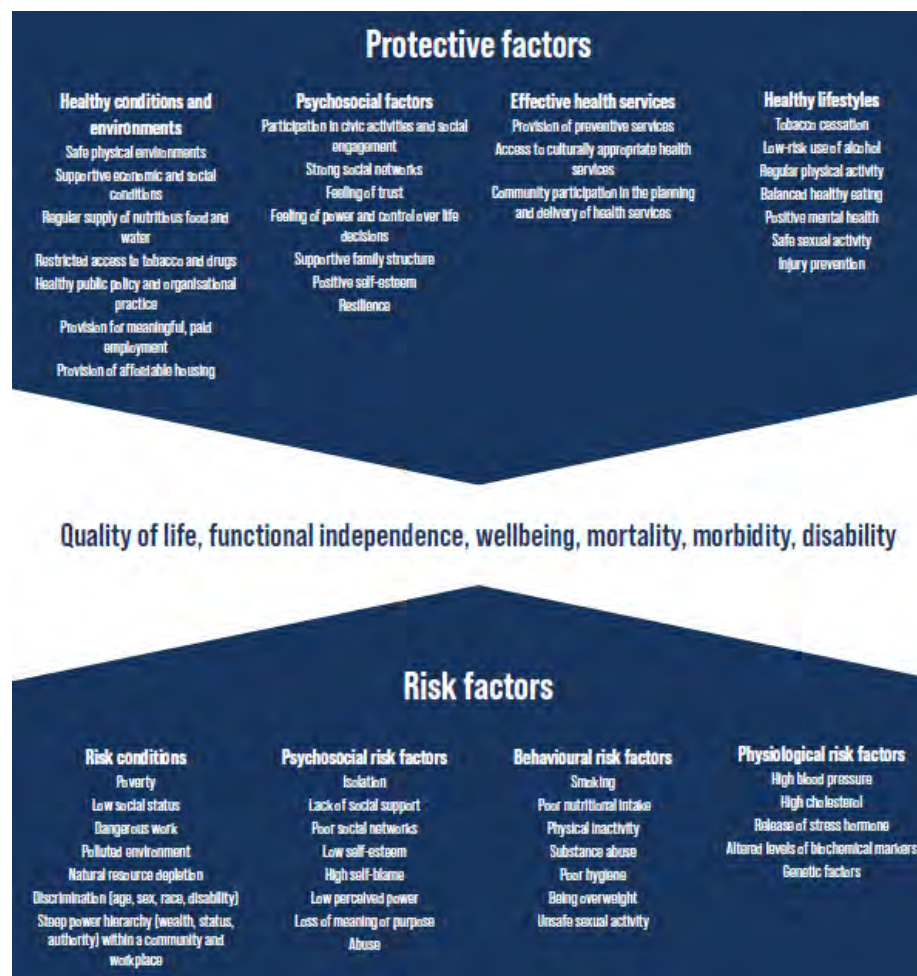 Protective factors
Healthy conditions and
environments
Safe physical environments
Supportive economic and social
conditions
Regular supply of nutritious food and
water
Restricted access to tobacco and drugs
Healthy public policy and organisational
practice
Provision for meaningful, paid
employment
Provision of affordable housing
Psychosocial factors
Participation in civic activities and social
engagement
Strong social networks
Feeling of trust
Feeling of power and control over life
decisions
Supportive family structure
Positive self-esteem
Resilience
Effective health services
Provision of preventive services
Access to culturally appropriate health
services
Community participation in the planning
and delivery of health services
Healthy lifestyles
Tobacco cessation
Low-risk use of alcohol
Regular physical activity
Balanced healthy eating
Positive mental health
Safe sexual activity
Injury prevention
Quality of life, functional independence, wellbeing, mortality, morbidity, disability
Risk factors
Risk conditions
Poverty
Low social status
Dangerous work
Polluted environment
Natural resource depletion
Discrimination (age, sex, race, disability)
Steep power hierarchy (wealth, status,
authority) within a community and
workplace
Psychosocial risk factors
Isolation
Lack of social support
Poor social networks
Low self-esteem
High self-blame
Low perceived power
Loss of meaning or purpose
Abuse
Behavioural risk factors
Smoking
Poor nutritional intake
Physical inactivity
Substance abuse
Poor hygiene
Being overweight
Unsafe sexual activity
Physiological risk factors
High blood pressure
High cholesterol
Release of stress hormone
Altered levels of biochemical markers
Genetic factors